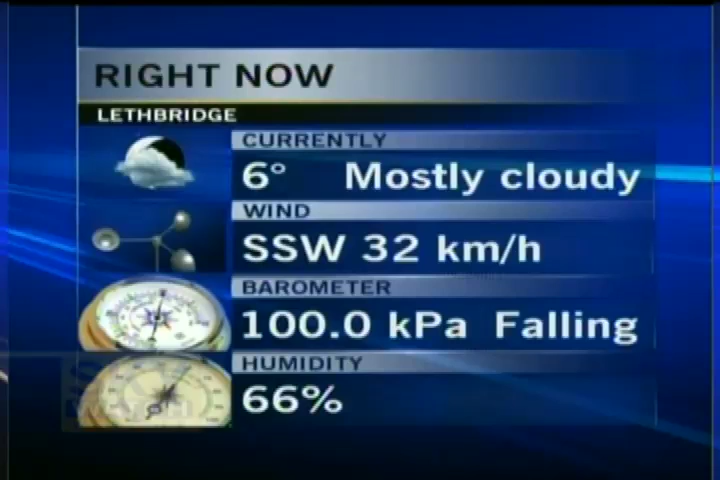 RIGHT NOW
LETHBRIDGE
CURRENTLY
6° Mostly cloudy
WIND
SSW 32 km/h
BAROMETER
100.0 kPa Falling
HUMIDITY
66%